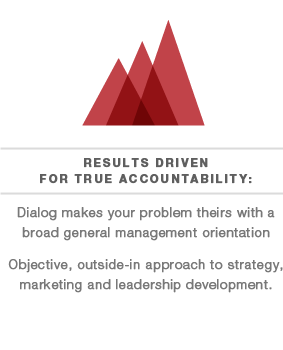 RESULTS DRIVEN
FOR TRUE ACCOUNTABILITY:
Dialog makes your problem theirs with a
broad general management orientation
Objective, outside-in approach to strategy,
marketing and leadership development.